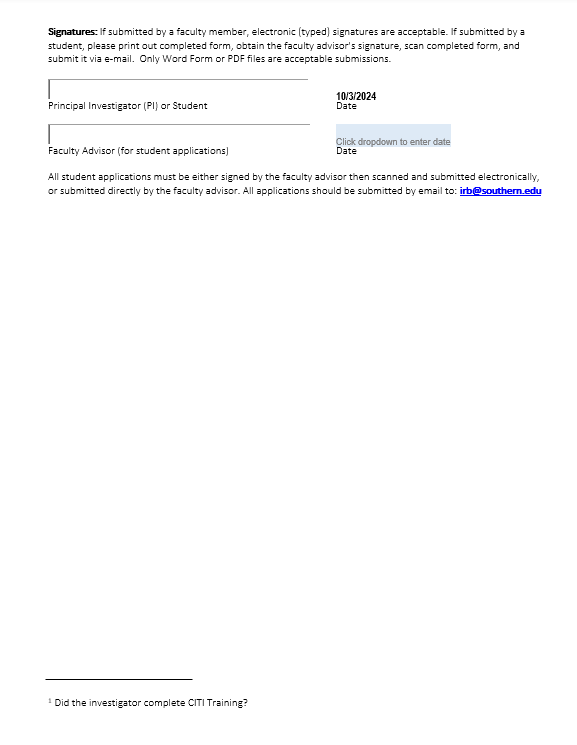 Signatures: If submitted by a faculty member, electronic (typed) signatures are acceptable. If submitted by a
student, please print out completed form, obtain the faculty advisor's signature, scan completed form, and
submit it via e-mail.  Only Word Form or PDF files are acceptable submissions.
10/3/2024
Principal Investigator (PI) or Student
Date
Click dropdown to enter date
Faculty Advisor (for student applications)
Date
All student applications must be either signed by the faculty advisor then scanned and submitted electronically,
or submitted directly by the faculty advisor. All applications should be submitted by email to: irb@southern.edu
1 Did the investigator complete CITI Training?